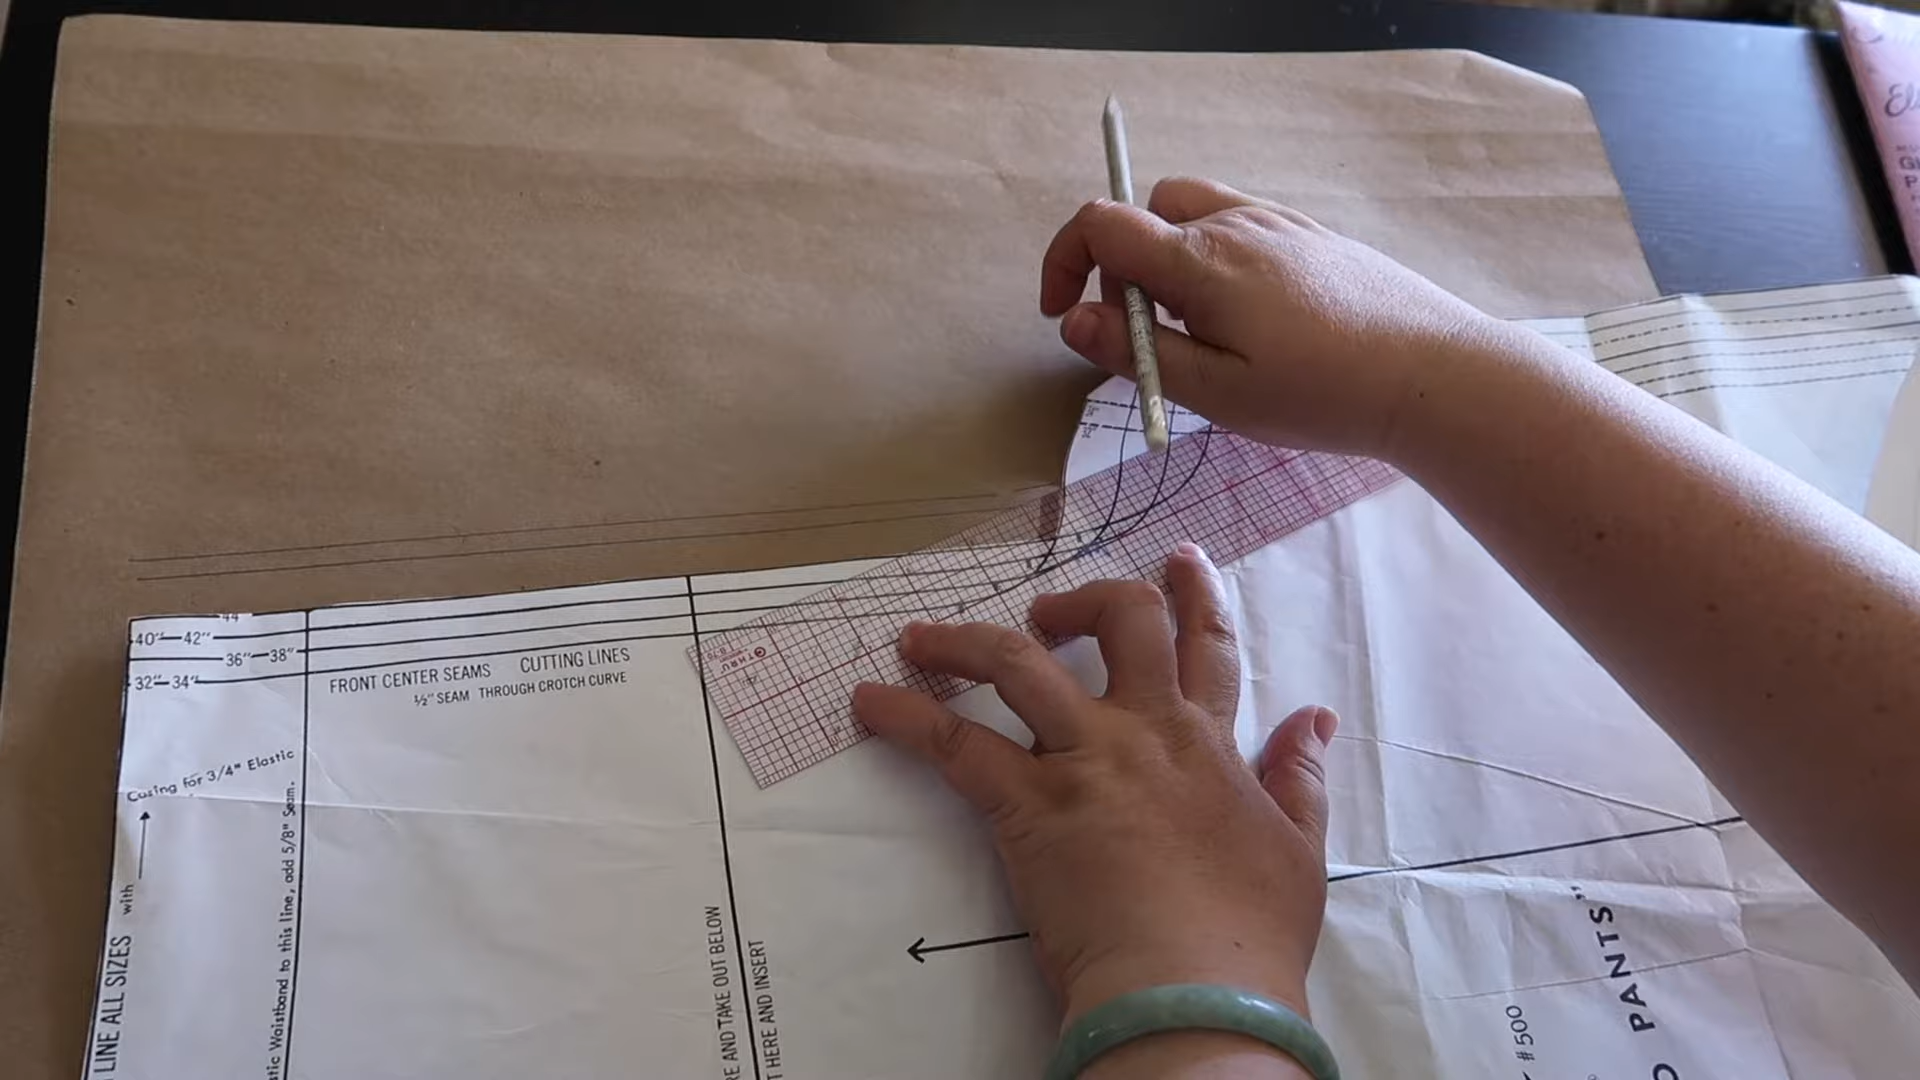 44
40"—42"
36"—38"
32"—34"
FRONT CENTER SEAMS CUTTING LINES
½" SEAM THROUGH CROTCH CURVE
Casing for 3/4" Elastic
with
LINE ALL SIZES
Waistband to this line, add 5/8" Seam.
AND TAKE OUT BELOW
HERE AND INSERT
THRU
#500
PANTS"